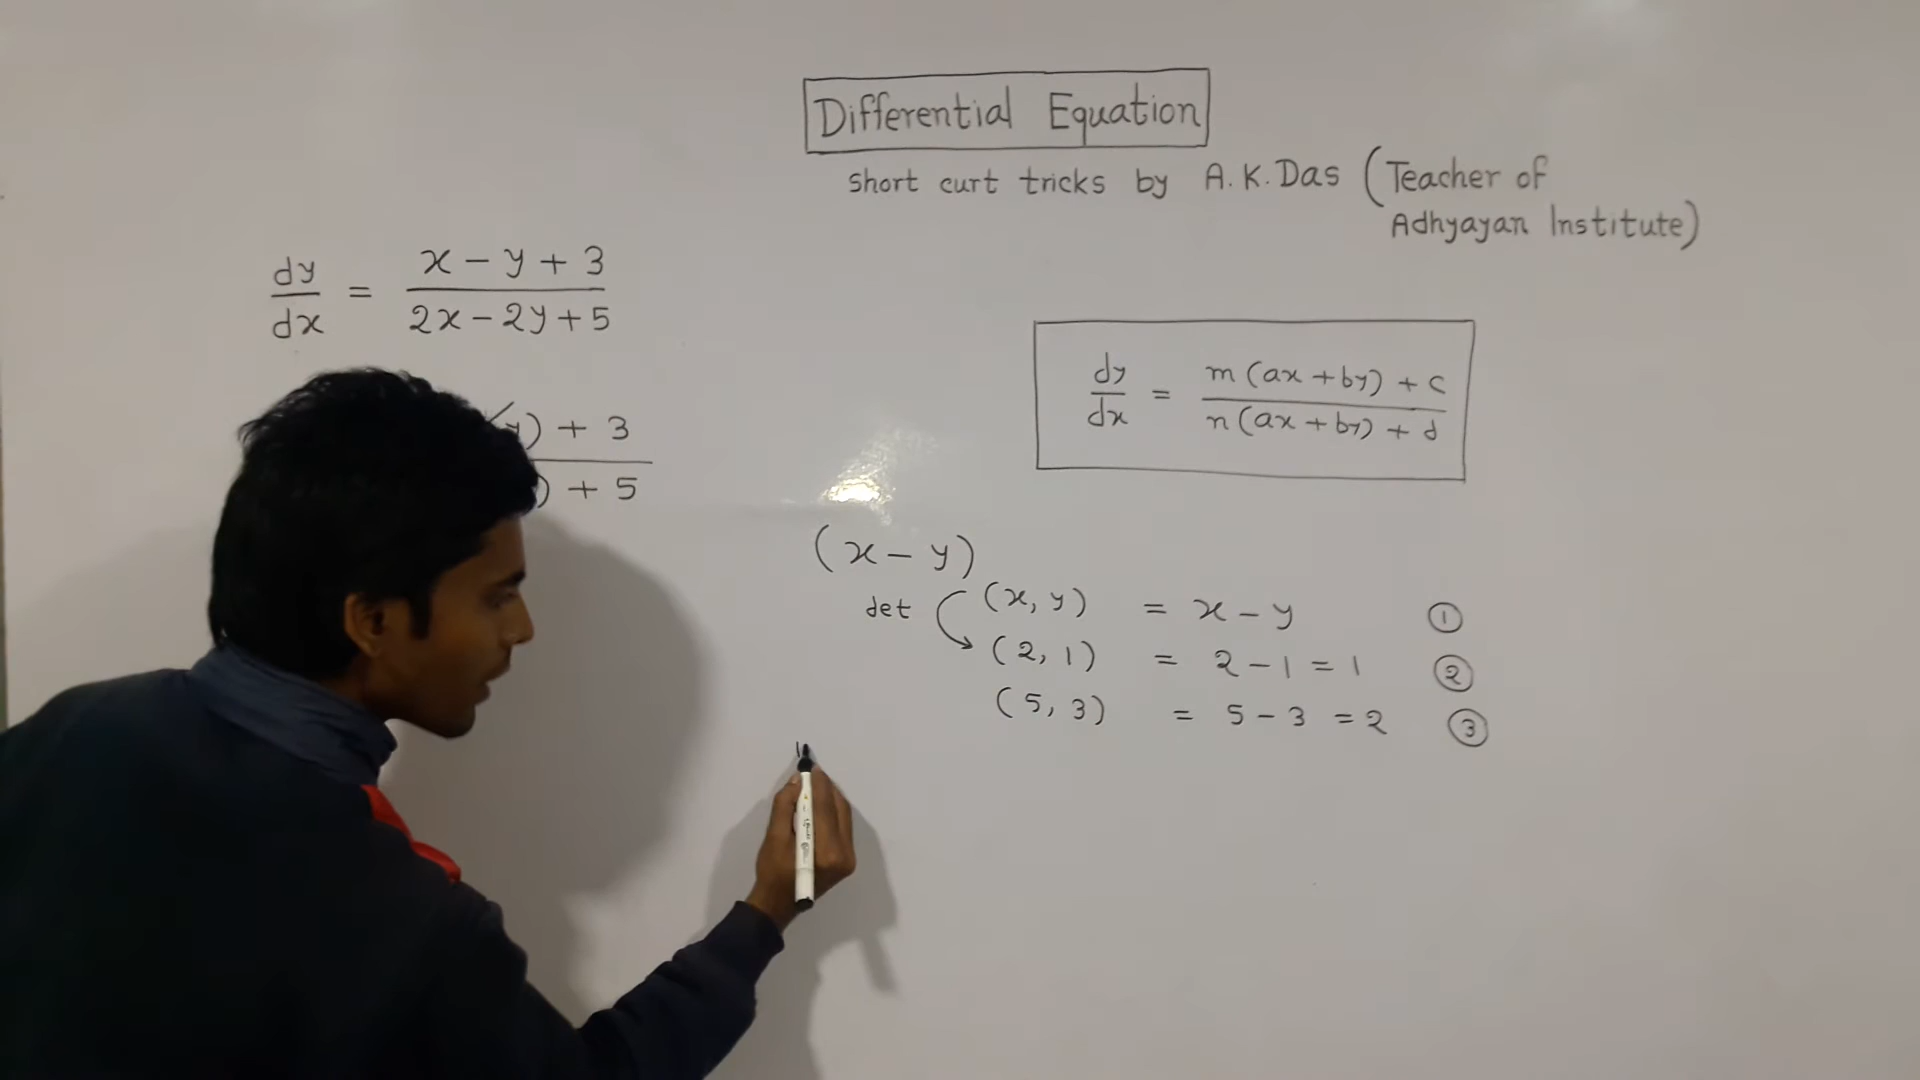 Differential Equation
short curt tricks by A.K.Das (Teacher of
Adhyayan Institute)
dy/dx = x - y + 3 / 2x - 2y + 5
y) + 3
) + 5
dy/dx = m(ax + by) + c / n(ax + by) + d
(x - y)
det (x, y) = x - y ①
(2, 1) = 2 - 1 = 1 ②
(5, 3) = 5 - 3 = 2 ③